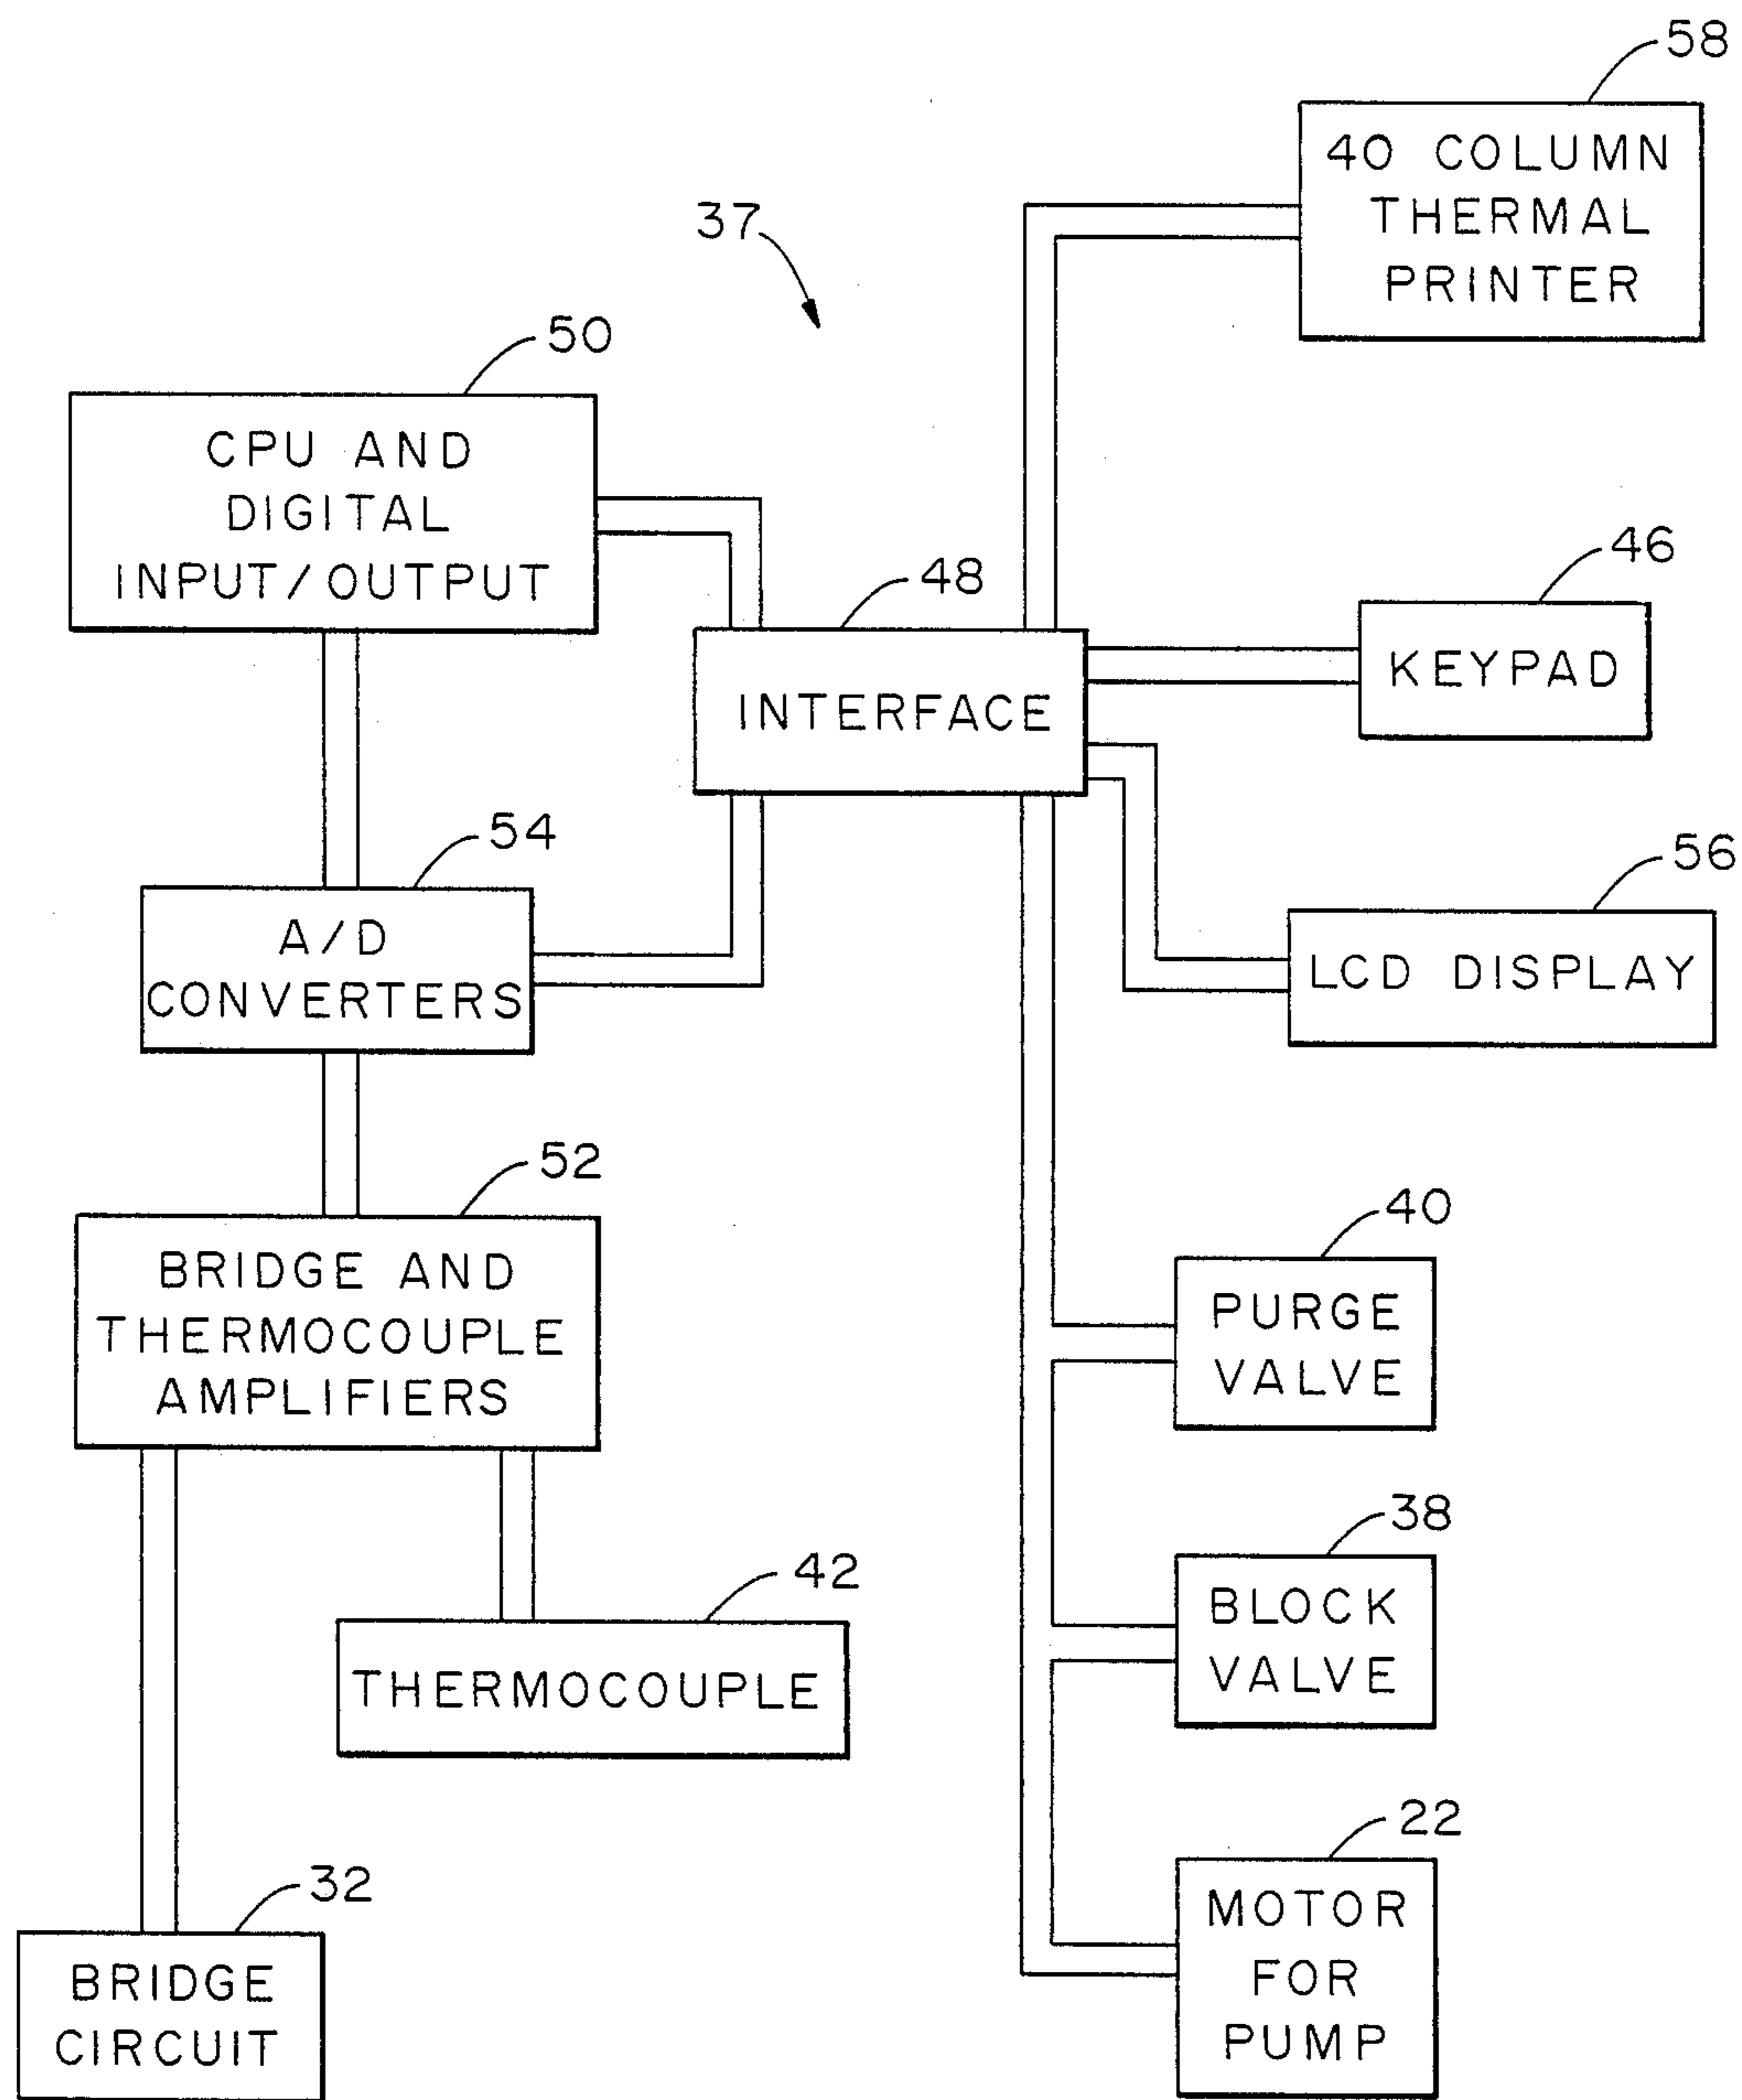 58
40 COLUMN
THERMAL
PRINTER
37
50
CPU AND
DIGITAL
INPUT/OUTPUT
46
KEYPAD
48
INTERFACE
54
A/D
CONVERTERS
56
LCD DISPLAY
52
BRIDGE AND
THERMOCOUPLE
AMPLIFIERS
40
PURGE
VALVE
38
BLOCK
VALVE
42
THERMOCOUPLE
22
MOTOR
FOR
PUMP
32
BRIDGE
CIRCUIT